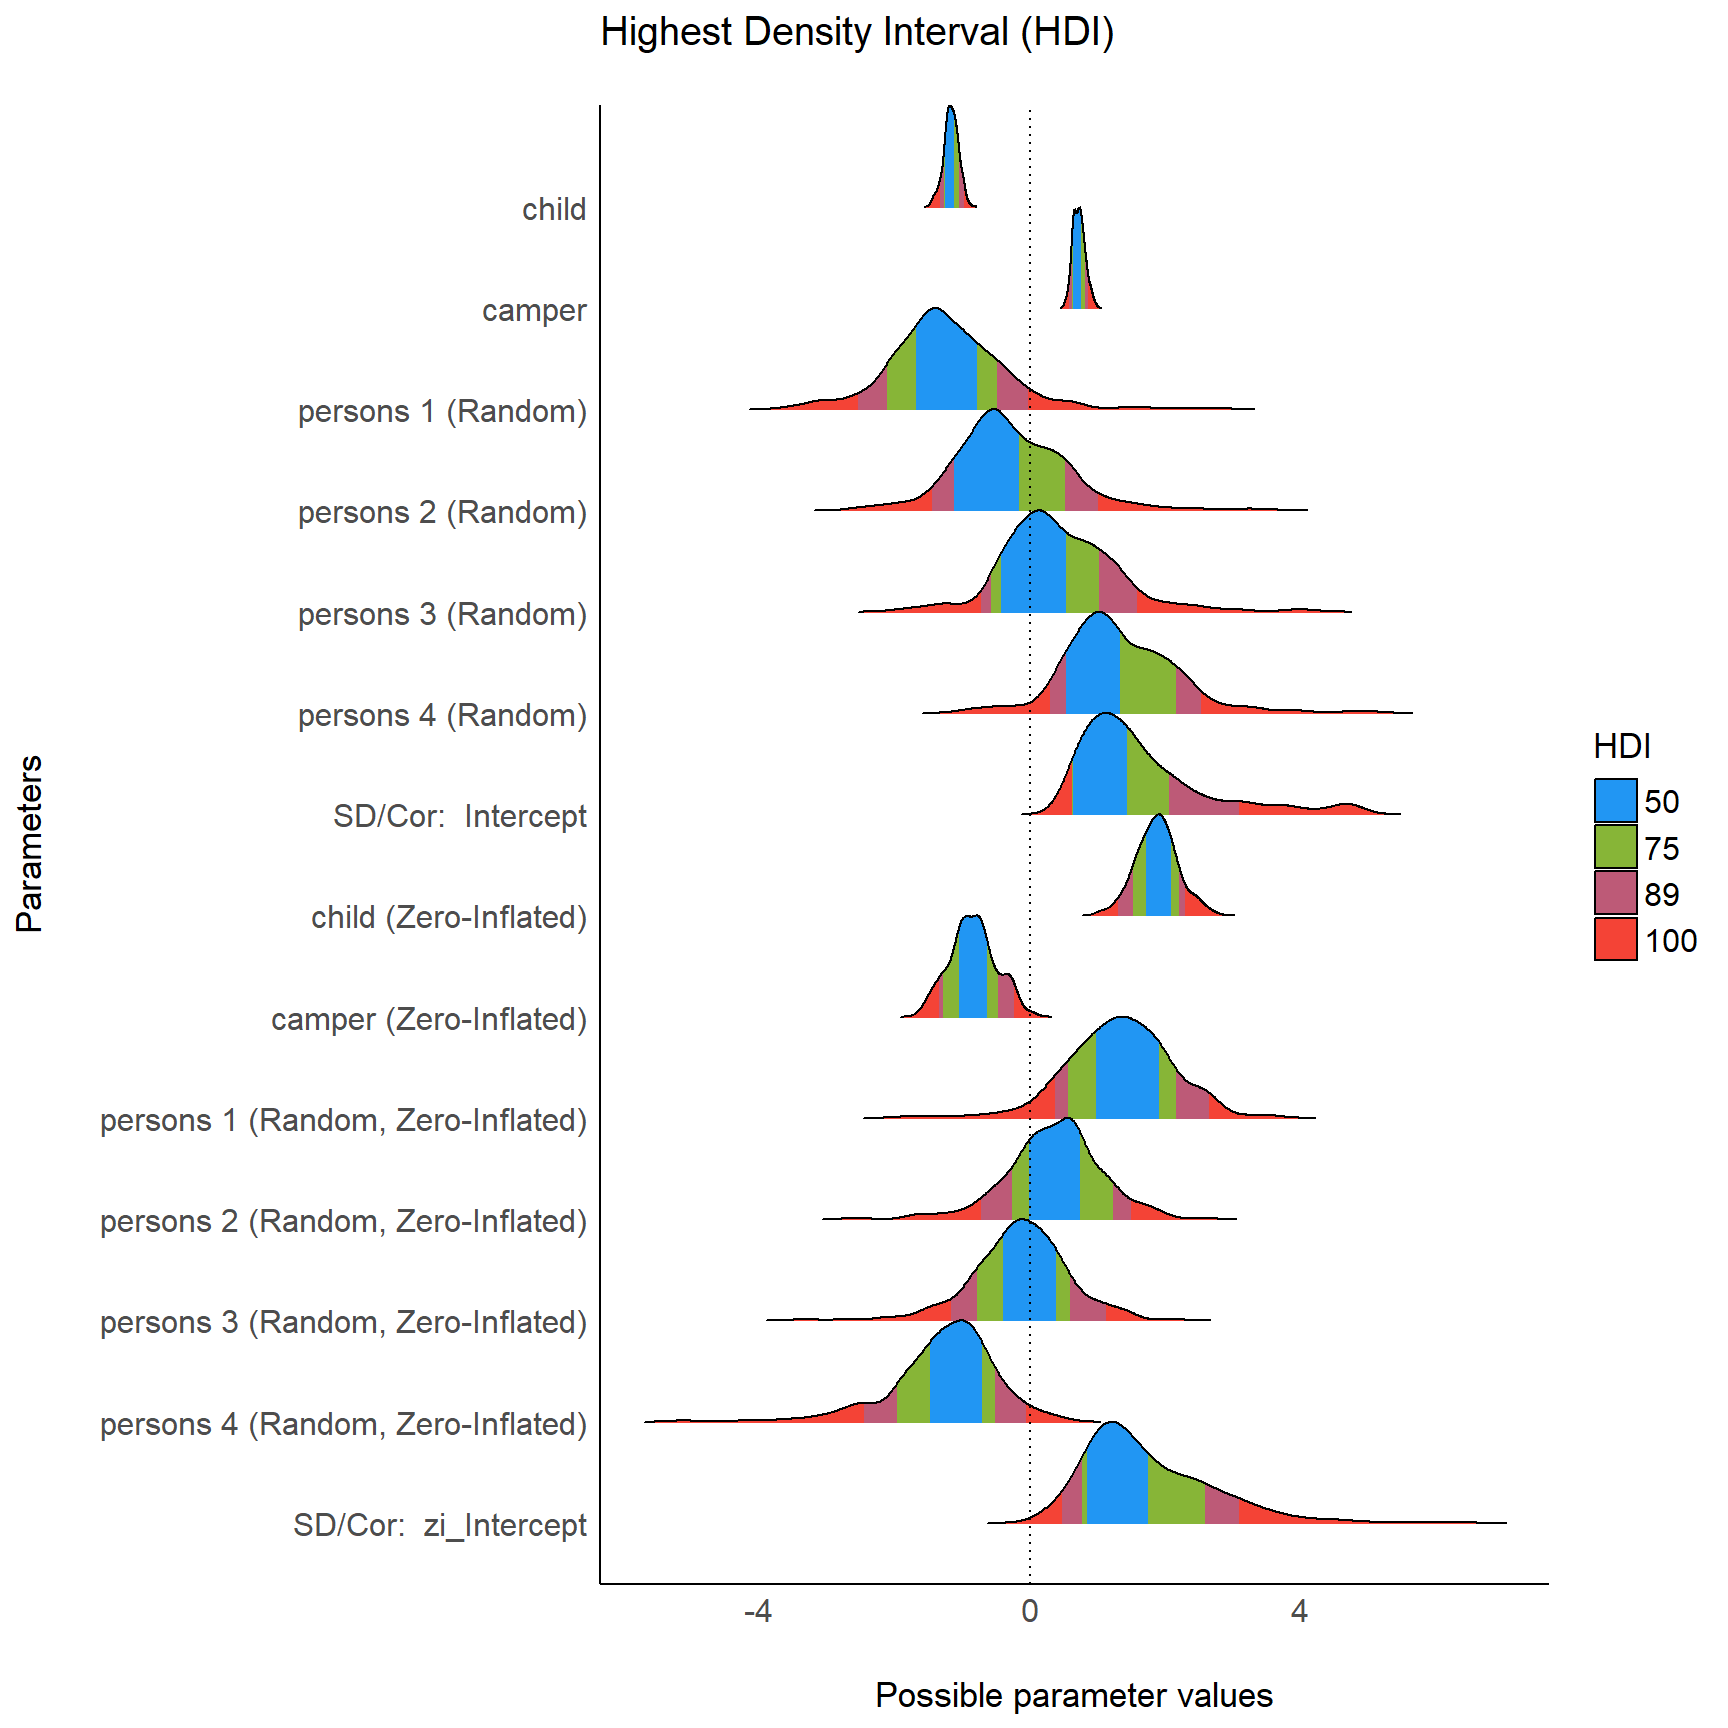 Highest Density Interval (HDI)
child
camper
persons 1 (Random)
persons 2 (Random)
persons 3 (Random)
persons 4 (Random)
SD/Cor:  Intercept
child (Zero-Inflated)
camper (Zero-Inflated)
persons 1 (Random, Zero-Inflated)
persons 2 (Random, Zero-Inflated)
persons 3 (Random, Zero-Inflated)
persons 4 (Random, Zero-Inflated)
SD/Cor:  zi_Intercept
Parameters
-4 0 4
Possible parameter values
HDI
50
75
89
100